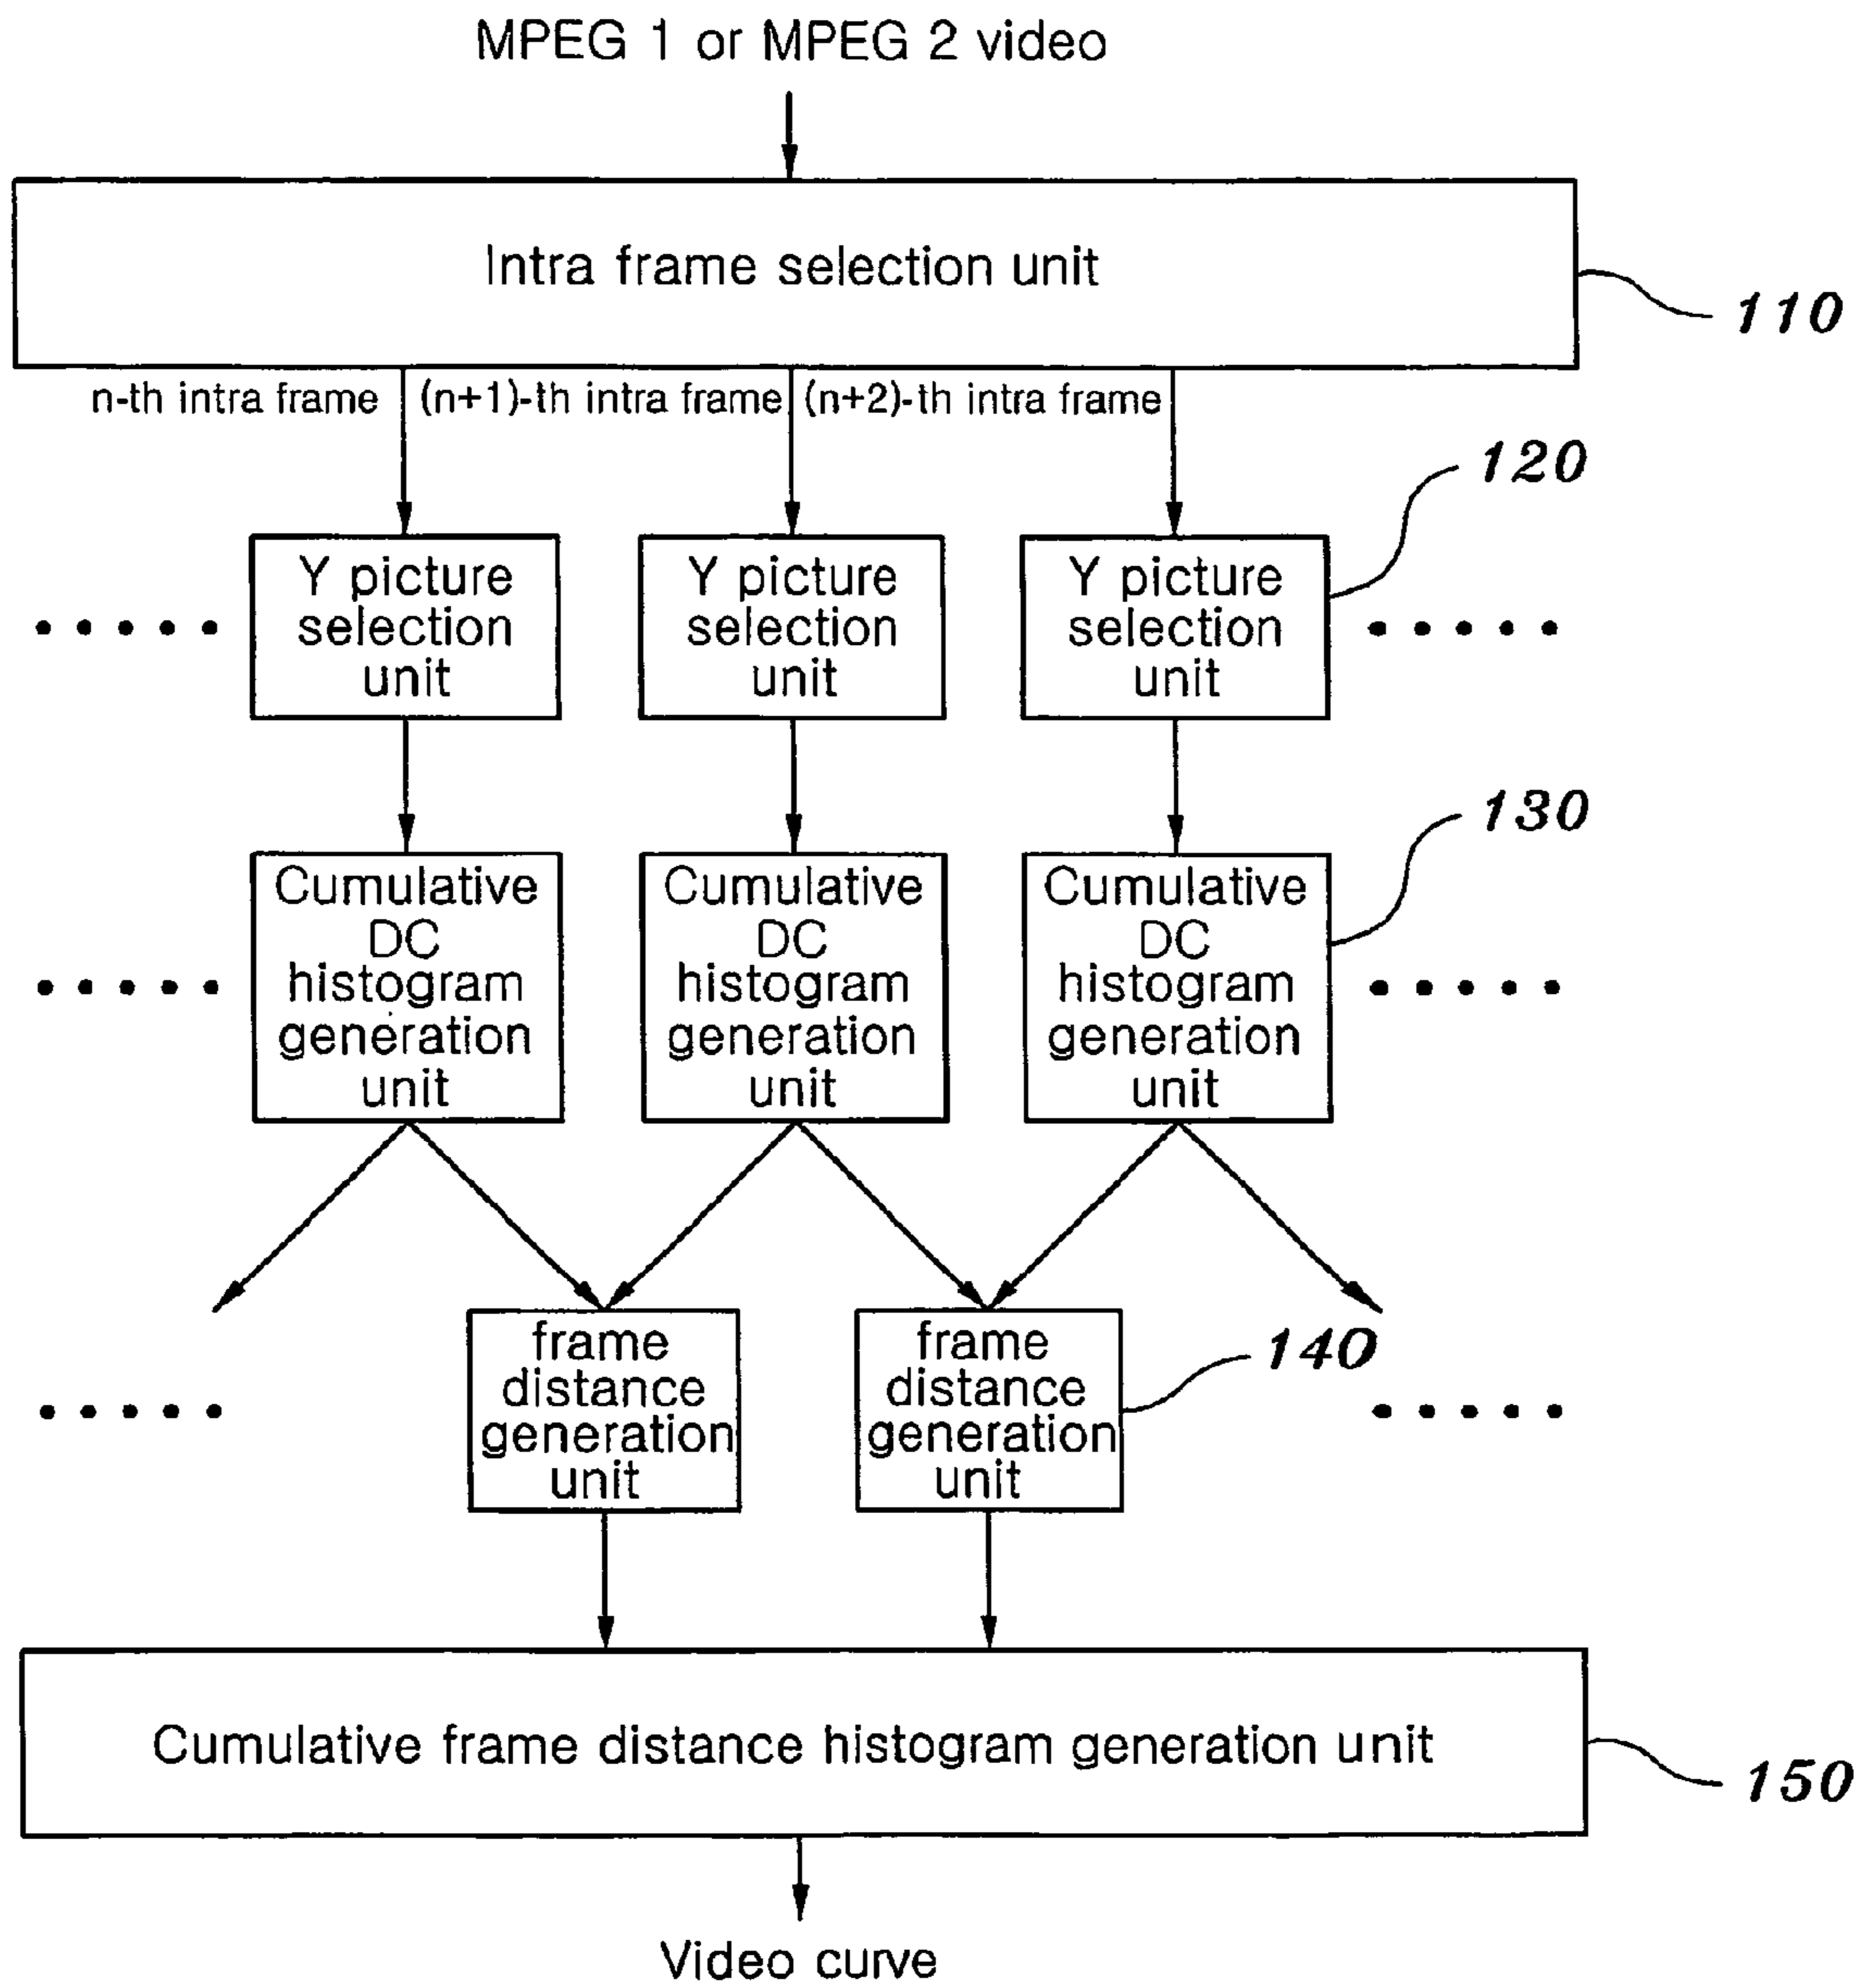 MPEG 1 or MPEG 2 video
Intra frame selection unit
110
n-th intra frame
(n+1)-th intra frame
(n+2)-th intra frame
120
Y picture
selection
unit
Y picture
selection
unit
Y picture
selection
unit
130
Cumulative
DC
histogram
generation
unit
Cumulative
DC
histogram
generation
unit
Cumulative
DC
histogram
generation
unit
frame
distance
generation
unit
frame
distance
generation
unit
140
Cumulative frame distance histogram generation unit
150
Video curve